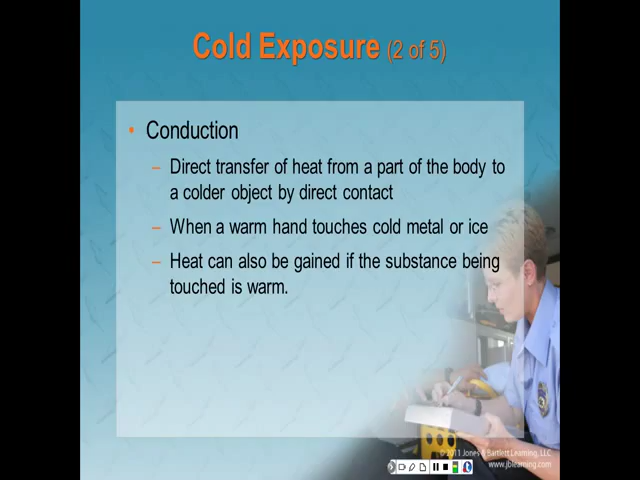 Cold Exposure (2 of 5)
• Conduction
– Direct transfer of heat from a part of the body to
a colder object by direct contact
– When a warm hand touches cold metal or ice
– Heat can also be gained if the substance being
touched is warm.
© 2011 Jones & Bartlett Learning, LLC
www.jblearning.com